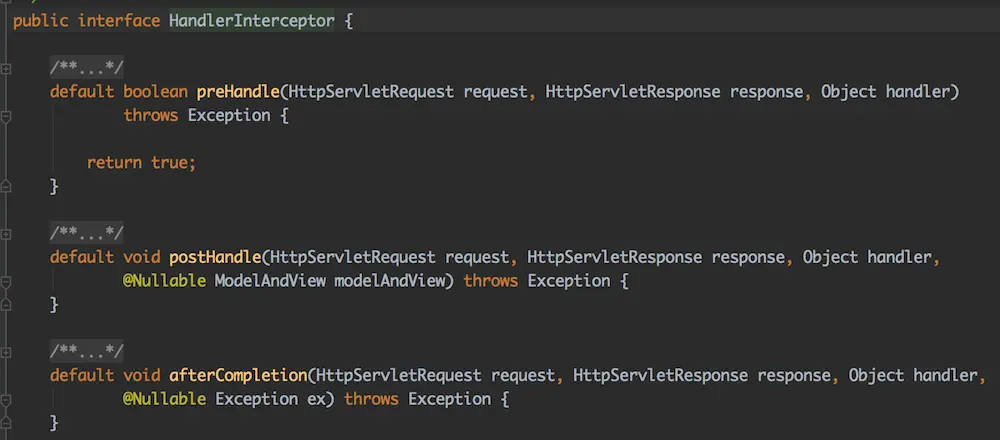 public interface HandlerInterceptor {
/**...*/
default boolean preHandle(HttpServletRequest request, HttpServletResponse response, Object handler)
throws Exception {
return true;
}
/**...*/
default void postHandle(HttpServletRequest request, HttpServletResponse response, Object handler,
@Nullable ModelAndView modelAndView) throws Exception {
}
/**...*/
default void afterCompletion(HttpServletRequest request, HttpServletResponse response, Object handler,
@Nullable Exception ex) throws Exception {
}